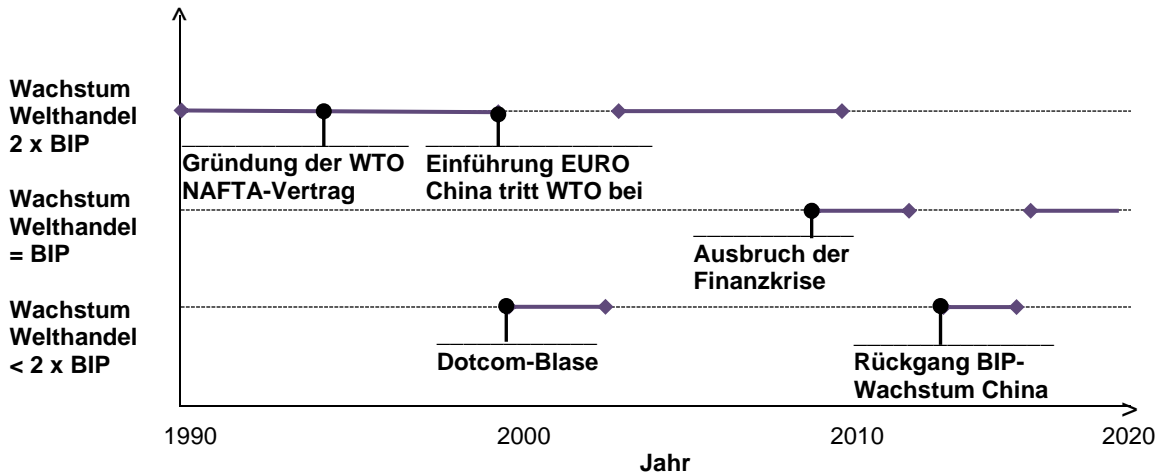 Wachstum
Welthandel
2 x BIP
Gründung der WTO
NAFTA-Vertrag
Einführung EURO
China tritt WTO bei
Wachstum
Welthandel
= BIP
Ausbruch der
Finanzkrise
Wachstum
Welthandel
< 2 x BIP
Dotcom-Blase
Rückgang BIP-
Wachstum China
1990 2000 2010 2020
Jahr